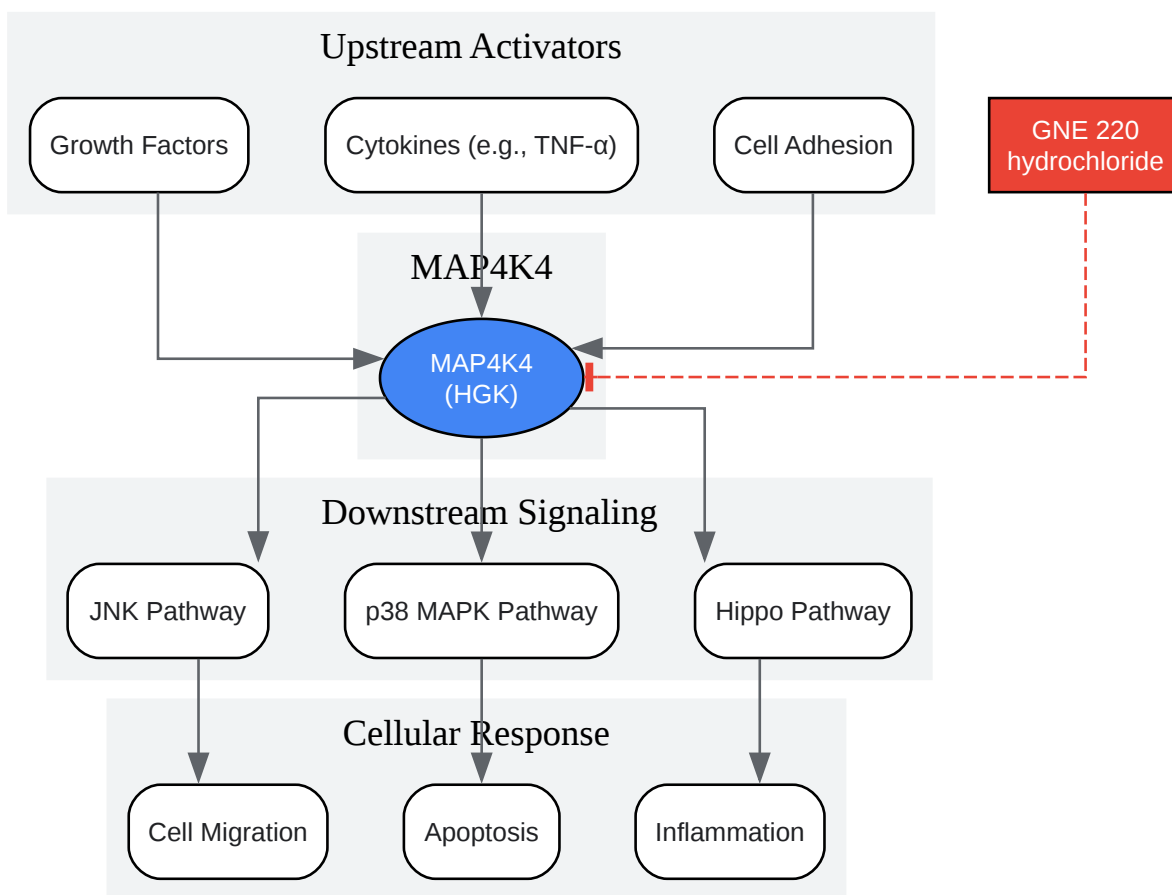 Upstream Activators
Growth Factors
Cytokines (e.g., TNF-α)
Cell Adhesion
GNE 220
hydrochloride
MAP4K4
MAP4K4
(HGK)
Downstream Signaling
JNK Pathway
p38 MAPK Pathway
Hippo Pathway
Cellular Response
Cell Migration
Apoptosis
Inflammation